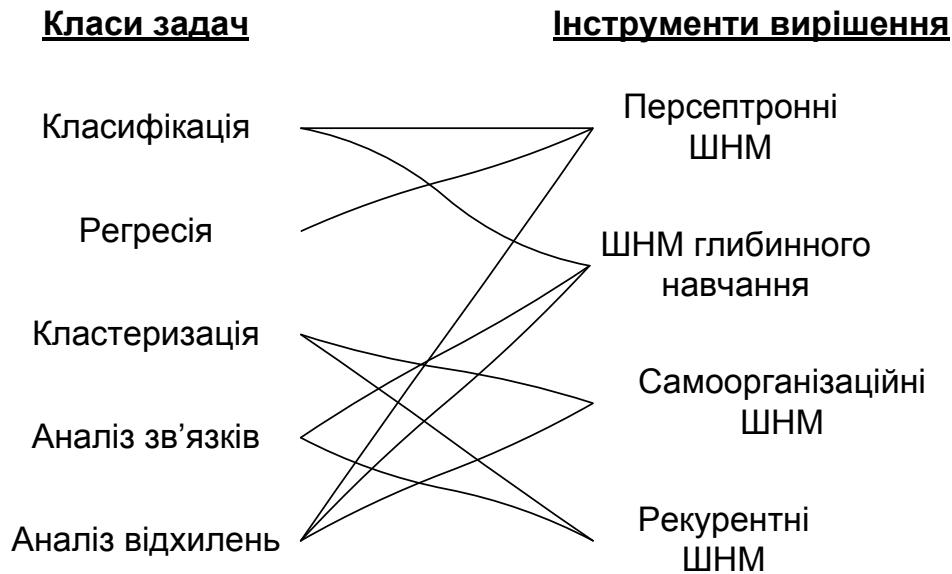 Класи задач
Інструменти вирішення
Класифікація
Персептронні
ШНМ
Регресія
ШНМ глибинного
навчання
Кластеризація
Самоорганізаційні
ШНМ
Аналіз зв’язків
Аналіз відхилень
Рекурентні
ШНМ